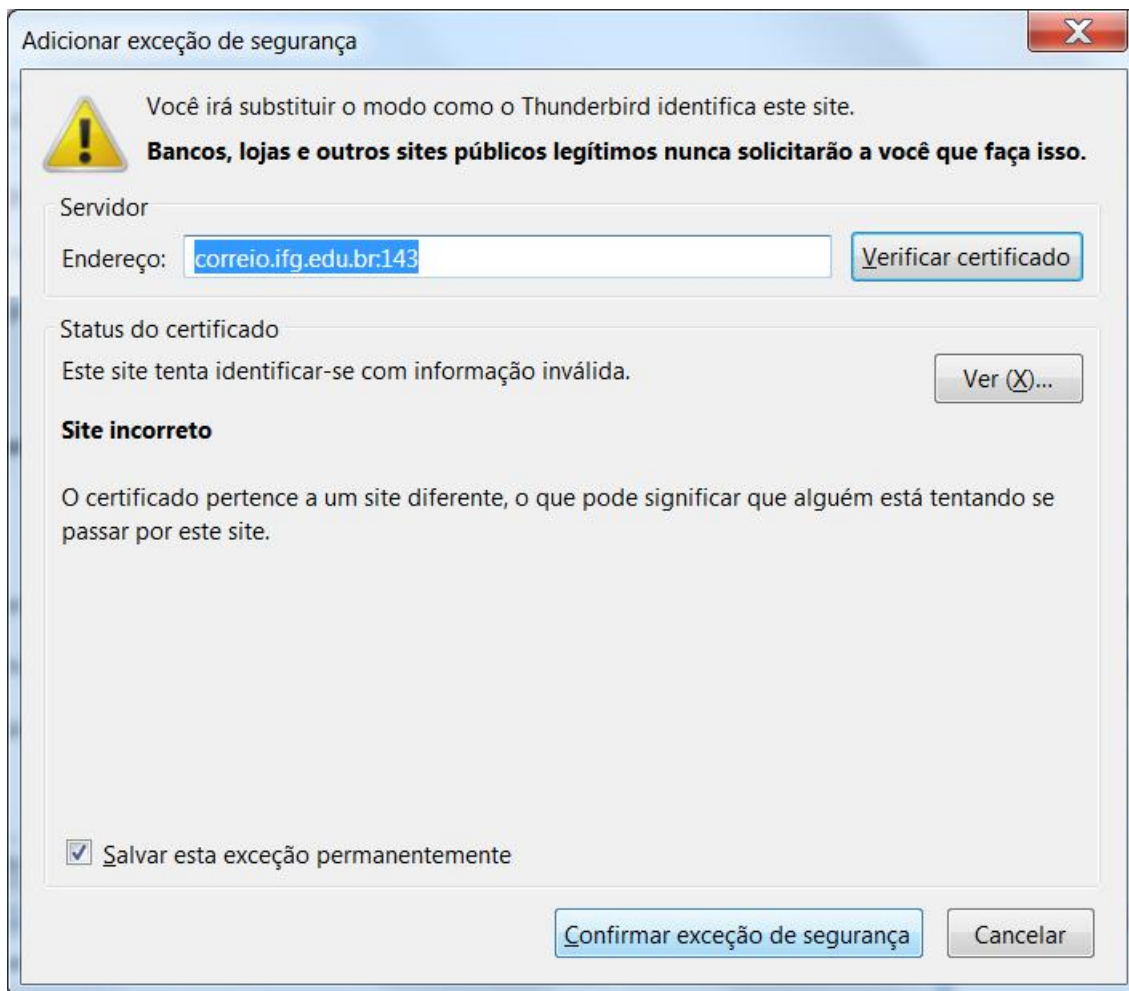 Adicionar exceção de segurança
Você irá substituir o modo como o Thunderbird identifica este site.
Bancos, lojas e outros sites públicos legítimos nunca solicitarão a você que faça isso.
Servidor
Endereço: correio.ifg.edu.br:143 Verificar certificado
Status do certificado
Este site tenta identificar-se com informação inválida.
Ver (X)...
Site incorreto
O certificado pertence a um site diferente, o que pode significar que alguém está tentando se
passar por este site.
Salvar esta exceção permanentemente
Confirmar exceção de segurança Cancelar